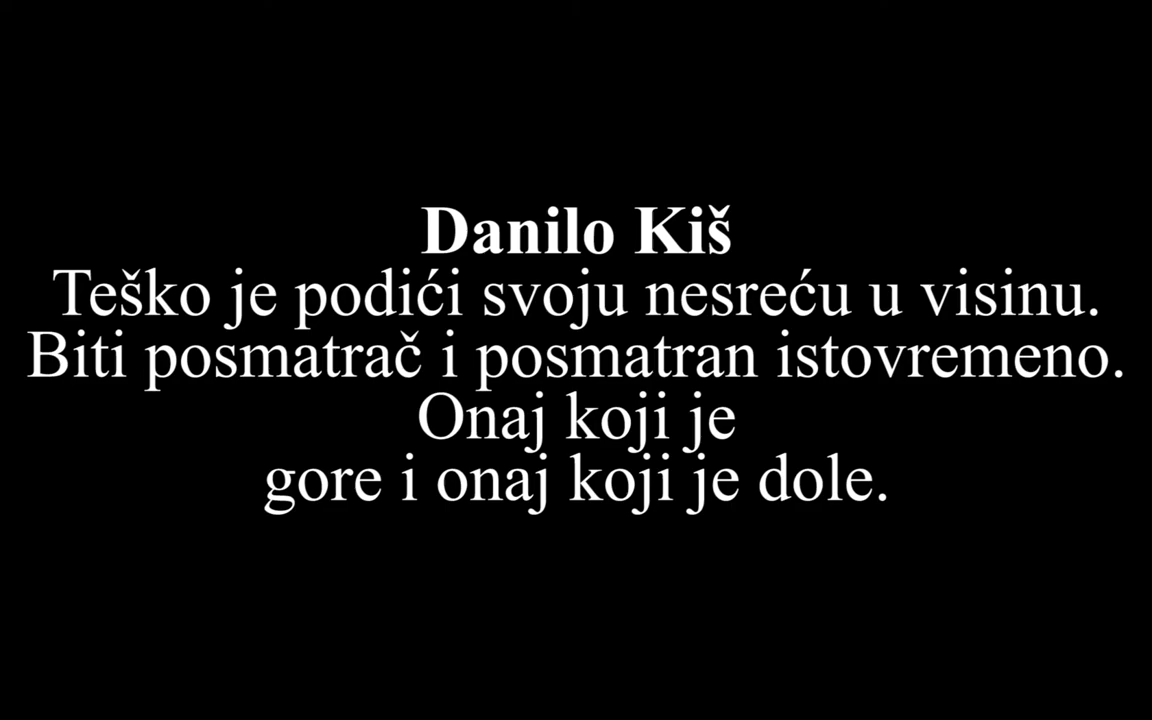 Danilo Kiš
Teško je podići svoju nesreću u visinu.
Biti posmatrač i posmatran istovremeno.
Onaj koji je
gore i onaj koji je dole.